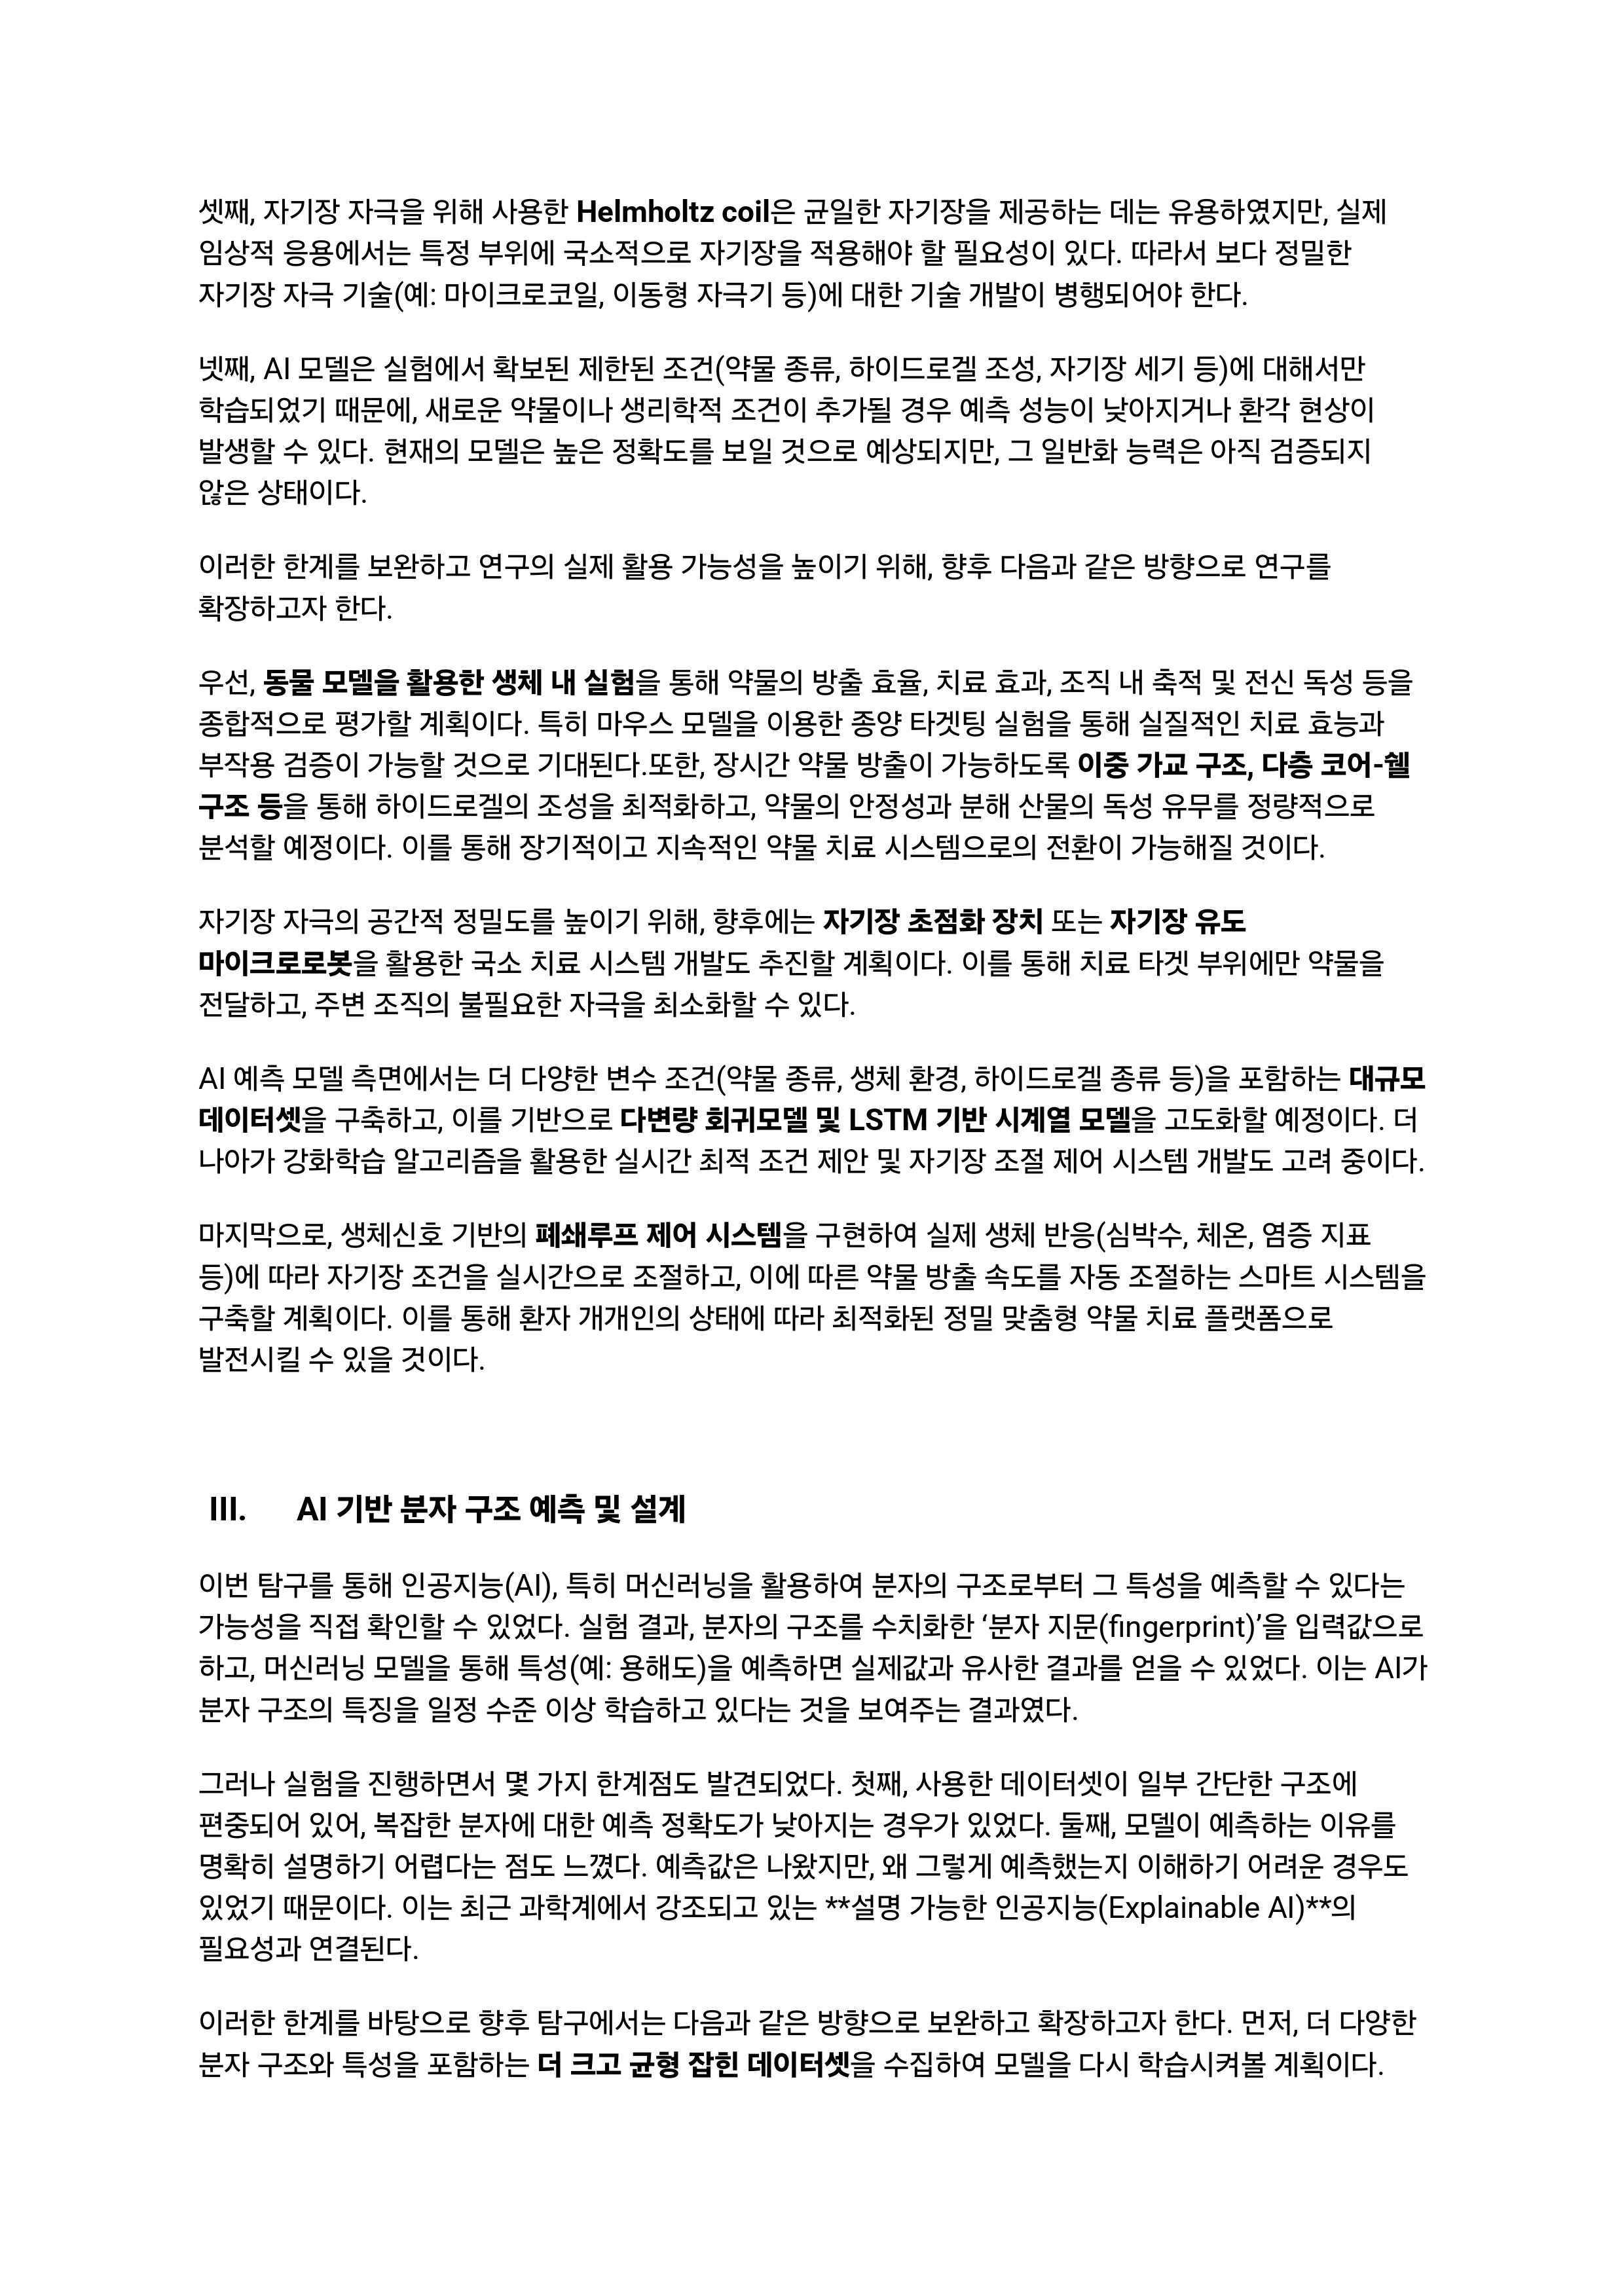 셋째, 자기장 자극을 위해 사용한 Helmholtz coil은 균일한 자기장을 제공하는 데는 유용하였지만, 실제
임상적 응용에서는 특정 부위에 국소적으로 자기장을 적용해야 할 필요성이 있다. 따라서 보다 정밀한
자기장 자극 기술(예: 마이크로코일, 이동형 자극기 등)에 대한 기술 개발이 병행되어야 한다.
넷째, AI 모델은 실험에서 확보된 제한된 조건(약물 종류, 하이드로겔 조성, 자기장 세기 등)에 대해서만
학습되었기 때문에, 새로운 약물이나 생리학적 조건이 추가될 경우 예측 성능이 낮아지거나 환각 현상이
발생할 수 있다. 현재의 모델은 높은 정확도를 보일 것으로 예상되지만, 그 일반화 능력은 아직 검증되지
않은 상태이다.
이러한 한계를 보완하고 연구의 실제 활용 가능성을 높이기 위해, 향후 다음과 같은 방향으로 연구를
확장하고자 한다.
우선, 동물 모델을 활용한 생체 내 실험을 통해 약물의 방출 효율, 치료 효과, 조직 내 축적 및 전신 독성 등을
종합적으로 평가할 계획이다. 특히 마우스 모델을 이용한 종양 타겟팅 실험을 통해 실질적인 치료 효능과
부작용 검증이 가능할 것으로 기대된다.또한, 장시간 약물 방출이 가능하도록 이중 가교 구조, 다층 코어-쉘
구조 등을 통해 하이드로겔의 조성을 최적화하고, 약물의 안정성과 분해 산물의 독성 유무를 정량적으로
분석할 예정이다. 이를 통해 장기적이고 지속적인 약물 치료 시스템으로의 전환이 가능해질 것이다.
자기장 자극의 공간적 정밀도를 높이기 위해, 향후에는 자기장 초점화 장치 또는 자기장 유도
마이크로로봇을 활용한 국소 치료 시스템 개발도 추진할 계획이다. 이를 통해 치료 타겟 부위에만 약물을
전달하고, 주변 조직의 불필요한 자극을 최소화할 수 있다.
AI 예측 모델 측면에서는 더 다양한 변수 조건(약물 종류, 생체 환경, 하이드로겔 종류 등)을 포함하는 대규모
데이터셋을 구축하고, 이를 기반으로 다변량 회귀모델 및 LSTM 기반 시계열 모델을 고도화할 예정이다. 더
나아가 강화학습 알고리즘을 활용한 실시간 최적 조건 제안 및 자기장 조절 제어 시스템 개발도 고려 중이다.
마지막으로, 생체신호 기반의 폐쇄루프 제어 시스템을 구현하여 실제 생체 반응(심박수, 체온, 염증 지표
등)에 따라 자기장 조건을 실시간으로 조절하고, 이에 따른 약물 방출 속도를 자동 조절하는 스마트 시스템을
구축할 계획이다. 이를 통해 환자 개개인의 상태에 따라 최적화된 정밀 맞춤형 약물 치료 플랫폼으로
발전시킬 수 있을 것이다.
III. AI 기반 분자 구조 예측 및 설계
이번 탐구를 통해 인공지능(AI), 특히 머신러닝을 활용하여 분자의 구조로부터 그 특성을 예측할 수 있다는
가능성을 직접 확인할 수 있었다. 실험 결과, 분자의 구조를 수치화한 ‘분자 지문(fingerprint)’을 입력값으로
하고, 머신러닝 모델을 통해 특성(예: 용해도)을 예측하면 실제값과 유사한 결과를 얻을 수 있었다. 이는 AI가
분자 구조의 특징을 일정 수준 이상 학습하고 있다는 것을 보여주는 결과였다.
그러나 실험을 진행하면서 몇 가지 한계점도 발견되었다. 첫째, 사용한 데이터셋이 일부 간단한 구조에
편중되어 있어, 복잡한 분자에 대한 예측 정확도가 낮아지는 경우가 있었다. 둘째, 모델이 예측하는 이유를
명확히 설명하기 어렵다는 점도 느꼈다. 예측값은 나왔지만, 왜 그렇게 예측했는지 이해하기 어려운 경우도
있었기 때문이다. 이는 최근 과학계에서 강조되고 있는 **설명 가능한 인공지능(Explainable AI)**의
필요성과 연결된다.
이러한 한계를 바탕으로 향후 탐구에서는 다음과 같은 방향으로 보완하고 확장하고자 한다. 먼저, 더 다양한
분자 구조와 특성을 포함하는 더 크고 균형 잡힌 데이터셋을 수집하여 모델을 다시 학습시켜볼 계획이다.